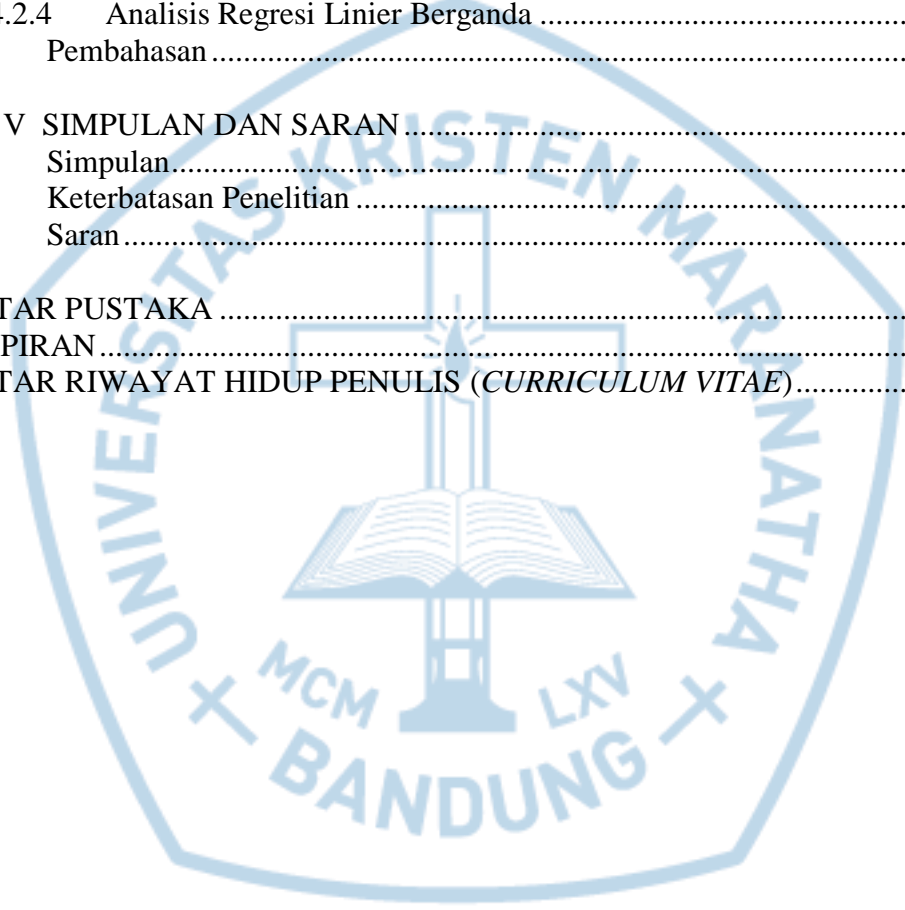 4.2.4 Analisis Regresi Linier Berganda ..........................................
Pembahasan ..........................................
V SIMPULAN DAN SARAN ..........................................
Simpulan ..........................................
Keterbatasan Penelitian ..........................................
Saran ..........................................
TAR PUSTAKA ..........................................
PIRAN ..........................................
TAR RIWAYAT HIDUP PENULIS (CURRICULUM VITAE) ..............
UNIVERSITAS KRISTEN MARANATHA
MCM LXV
BANDUNG